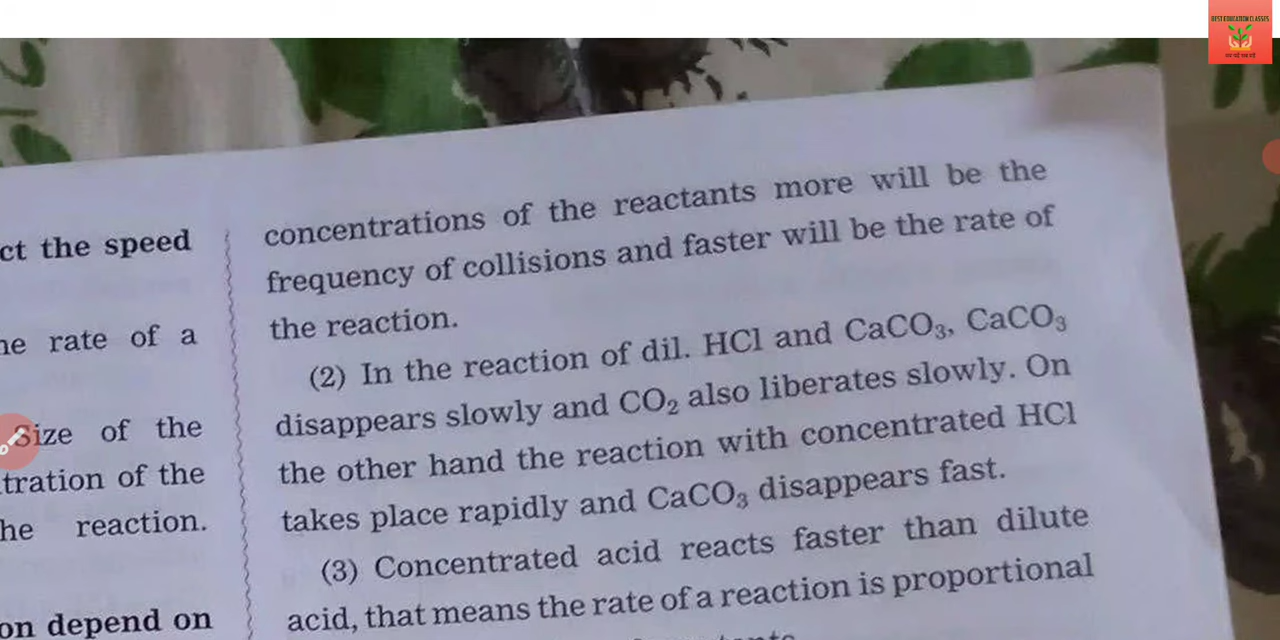 BEST EDUCATION CLASSES
ct the speed
he rate of a
Size of the
tration of the
he reaction.
on depend on
concentrations of the reactants more will be the
frequency of collisions and faster will be the rate of
the reaction.
(2) In the reaction of dil. HCl and CaCO₃, CaCO₃
disappears slowly and CO₂ also liberates slowly. On
the other hand the reaction with concentrated HCl
takes place rapidly and CaCO₃ disappears fast.
(3) Concentrated acid reacts faster than dilute
acid, that means the rate of a reaction is proportional